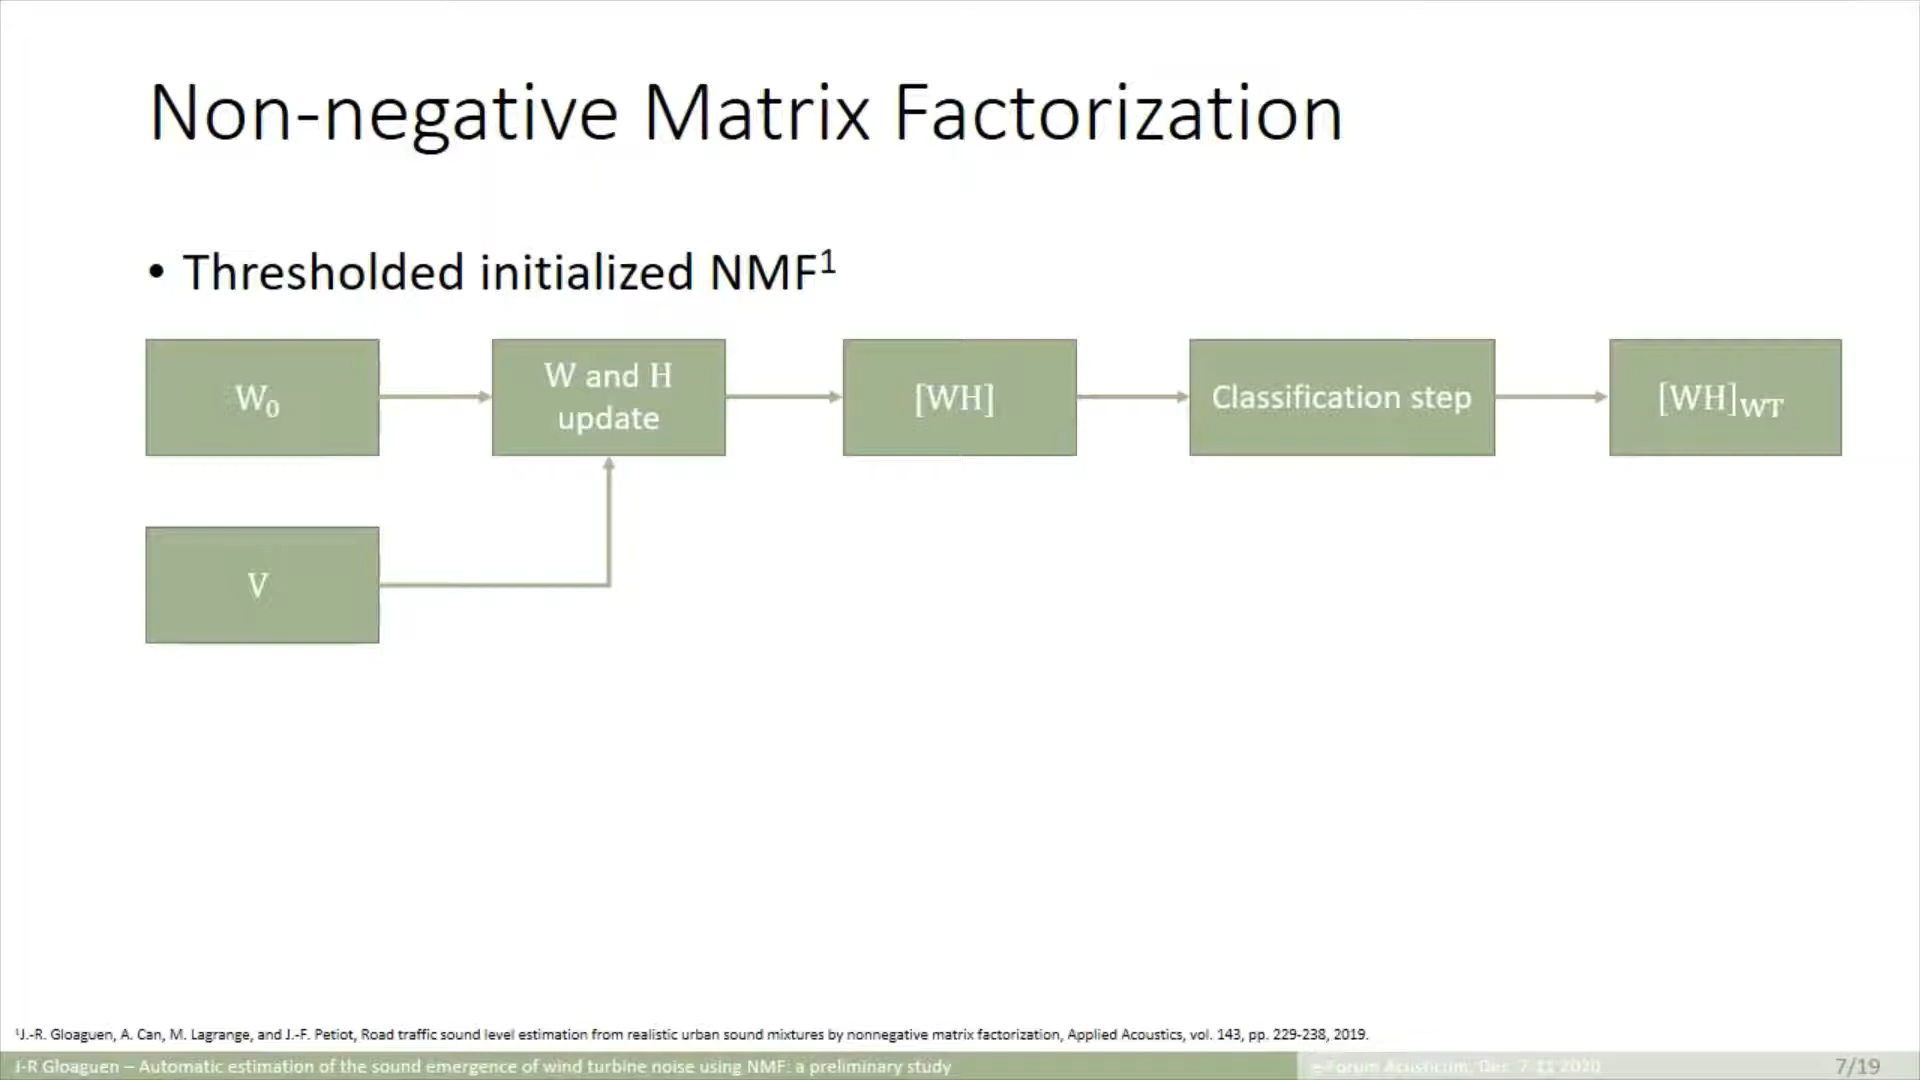 Non-negative Matrix Factorization
• Thresholded initialized NMF¹
W₀
W and H
update
[WH]
Classification step
[WH]WT
V
¹J.-R. Gloaguen, A. Can, M. Lagrange, and J.-F. Petiot, Road traffic sound level estimation from realistic urban sound mixtures by nonnegative matrix factorization, Applied Acoustics, vol. 143, pp. 229-238, 2019.
J-R Gloaguen – Automatic estimation of the sound emergence of wind turbine noise using NMF: a preliminary study
e-Forum Acusticum, Dec. 7-11 2020
7/19